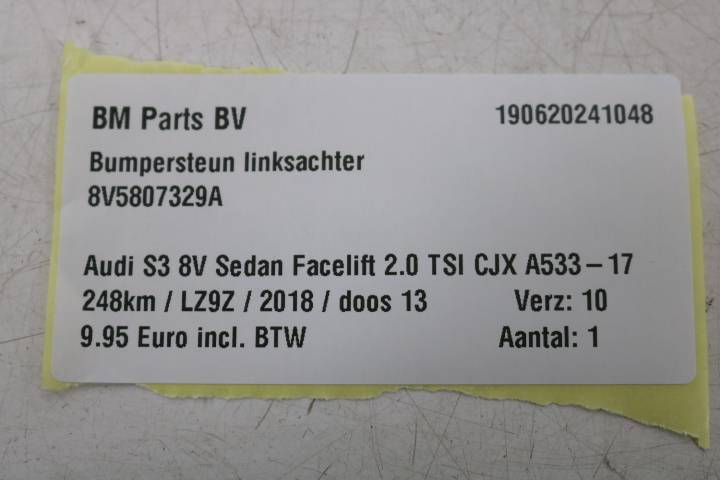 BM Parts BV 190620241048
Bumpersteun linksachter
8V5807329A
Audi S3 8V Sedan Facelift 2.0 TSI CJX A533-17
248km / LZ9Z / 2018 / doos 13 Verz: 10
9.95 Euro incl. BTW Aantal: 1